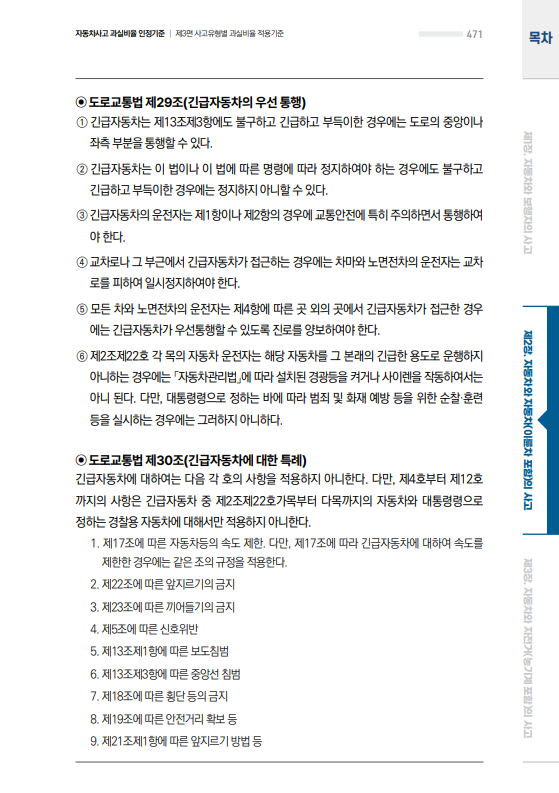 자동차사고 과실비율 인정기준 | 제3편 사고유형별 과실비율 적용기준
471
목차
◉ 도로교통법 제29조(긴급자동차의 우선 통행)
① 긴급자동차는 제13조제3항에도 불구하고 긴급하고 부득이한 경우에는 도로의 중앙이나
좌측 부분을 통행할 수 있다.
② 긴급자동차는 이 법이나 이 법에 따른 명령에 따라 정지하여야 하는 경우에도 불구하고
긴급하고 부득이한 경우에는 정지하지 아니할 수 있다.
③ 긴급자동차의 운전자는 제1항이나 제2항의 경우에 교통안전에 특히 주의하면서 통행하여
야 한다.
④ 교차로나 그 부근에서 긴급자동차가 접근하는 경우에는 차마와 노면전차의 운전자는 교차
로를 피하여 일시정지하여야 한다.
⑤ 모든 차와 노면전차의 운전자는 제4항에 따른 곳 외의 곳에서 긴급자동차가 접근한 경우
에는 긴급자동차가 우선통행할 수 있도록 진로를 양보하여야 한다.
⑥ 제2조제22호 각 목의 자동차 운전자는 해당 자동차를 그 본래의 긴급한 용도로 운행하지
아니하는 경우에는 「자동차관리법」에 따라 설치된 경광등을 켜거나 사이렌을 작동하여서는
아니 된다. 다만, 대통령령으로 정하는 바에 따라 범죄 및 화재 예방 등을 위한 순찰·훈련
등을 실시하는 경우에는 그러하지 아니하다.
◉ 도로교통법 제30조(긴급자동차에 대한 특례)
긴급자동차에 대하여는 다음 각 호의 사항을 적용하지 아니한다. 다만, 제4호부터 제12호
까지의 사항은 긴급자동차 중 제2조제22호가목부터 다목까지의 자동차와 대통령령으로
정하는 경찰용 자동차에 대해서만 적용하지 아니한다.
1. 제17조에 따른 자동차등의 속도 제한. 다만, 제17조에 따라 긴급자동차에 대하여 속도를
제한한 경우에는 같은 조의 규정을 적용한다.
2. 제22조에 따른 앞지르기의 금지
3. 제23조에 따른 끼어들기의 금지
4. 제5조에 따른 신호위반
5. 제13조제1항에 따른 보도침범
6. 제13조제3항에 따른 중앙선 침범
7. 제18조에 따른 횡단 등의 금지
8. 제19조에 따른 안전거리 확보 등
9. 제21조제1항에 따른 앞지르기 방법 등
제1장. 자동차와 보행자의 사고
제2장. 자동차와 자동차(이륜차 포함)의 사고
제3장. 자동차와 자전거(농기계 포함)의 사고